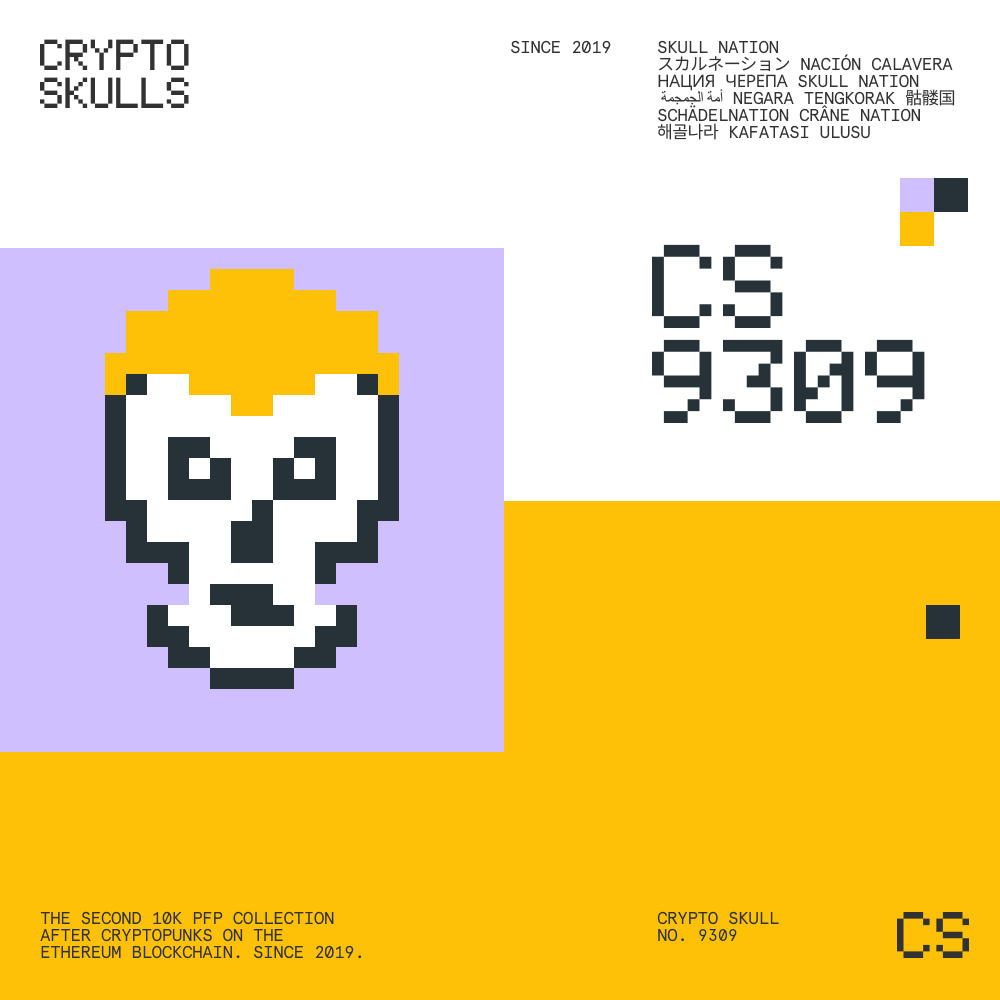 CRYPTO
SKULLS
SINCE 2019
SKULL NATION
スカルネーション NACIÓN CALAVERA
НАЦИЯ ЧЕРЕПА SKULL NATION
أمة الجمجمة NEGARA TENGKORAK 骷髅国
SCHÄDELNATION CRÂNE NATION
해골나라 KAFATASI ULUSU
CS
9309
THE SECOND 10K PFP COLLECTION
AFTER CRYPTOPUNKS ON THE
ETHEREUM BLOCKCHAIN. SINCE 2019.
CRYPTO SKULL
NO. 9309
CS